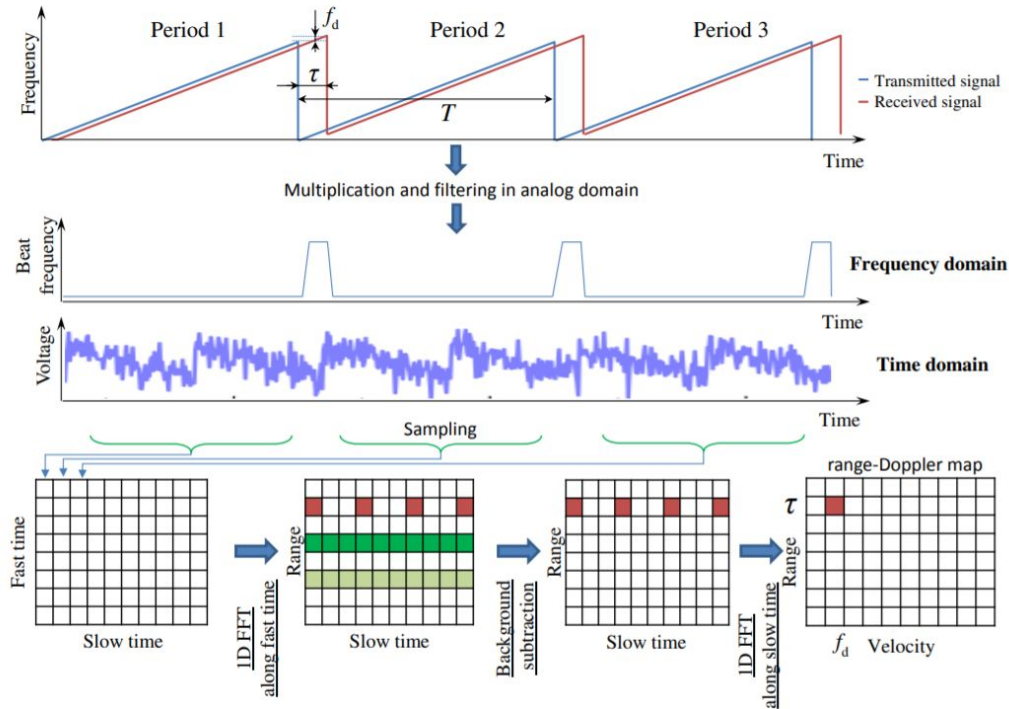 Frequency
Period 1
f_d
Period 2
Period 3
τ
T
Transmitted signal
Received signal
Time
Multiplication and filtering in analog domain
Beat
frequency
Frequency domain
Time
Voltage
Time domain
Time
Sampling
range-Doppler map
Fast time
Slow time
1D FFT
along fast time
Range
Slow time
Background
subtraction
Range
Slow time
1D FFT
along slow time
τ
Range
f_d Velocity